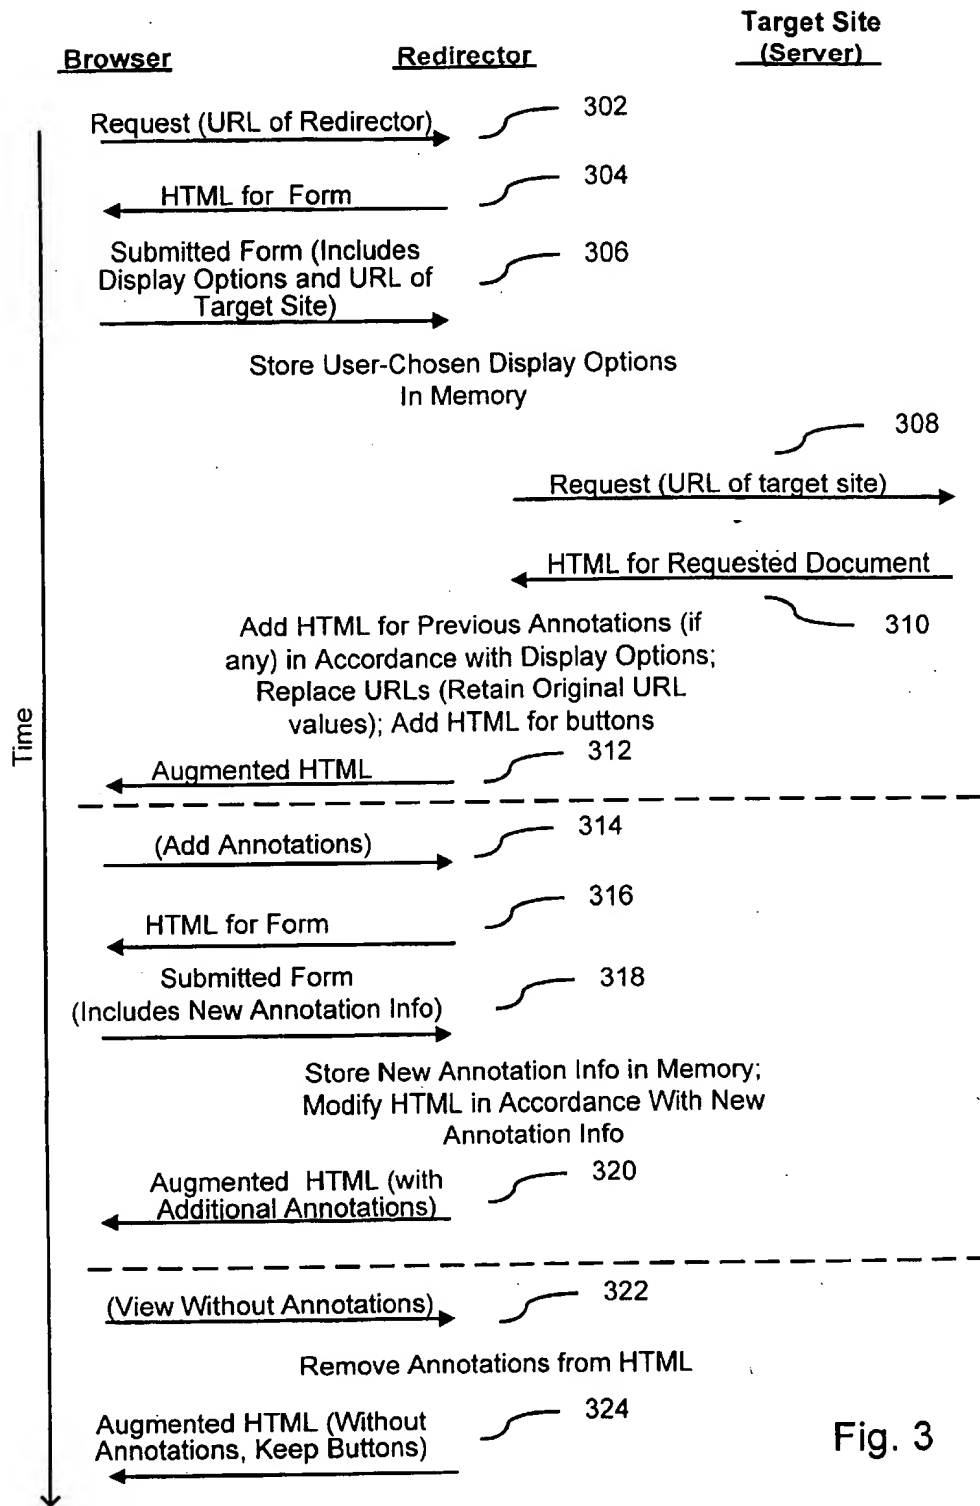 Browser
Redirector
Target Site
(Server)
Request (URL of Redirector)
302
HTML for Form
304
Submitted Form (Includes
Display Options and URL of
Target Site)
306
Store User-Chosen Display Options
In Memory
308
Request (URL of target site)
HTML for Requested Document
310
Add HTML for Previous Annotations (if
any) in Accordance with Display Options;
Replace URLs (Retain Original URL
values); Add HTML for buttons
Time
Augmented HTML
312
(Add Annotations)
314
HTML for Form
316
Submitted Form
(Includes New Annotation Info)
318
Store New Annotation Info in Memory;
Modify HTML in Accordance With New
Annotation Info
Augmented HTML (with
Additional Annotations)
320
(View Without Annotations)
322
Remove Annotations from HTML
Augmented HTML (Without
Annotations, Keep Buttons)
324
Fig. 3